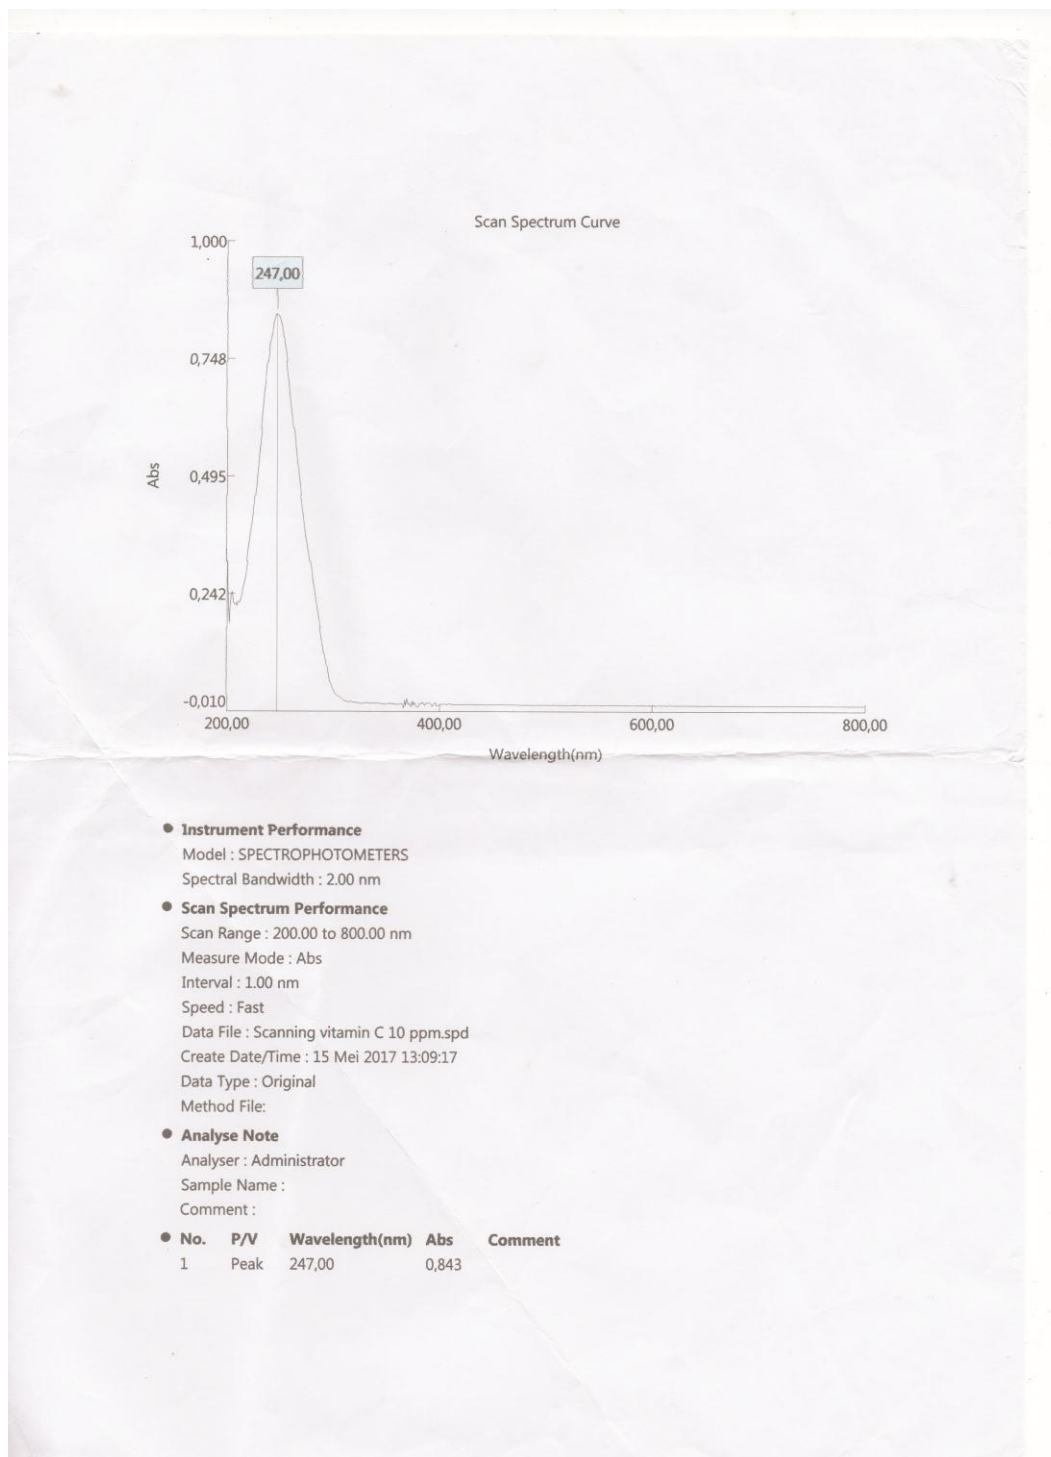 Scan Spectrum Curve
1,000
247,00
0,748
0,495
Abs
0,242
-0,010
200,00 400,00 600,00 800,00
Wavelength(nm)
● Instrument Performance
Model : SPECTROPHOTOMETERS
Spectral Bandwidth : 2.00 nm
● Scan Spectrum Performance
Scan Range : 200.00 to 800.00 nm
Measure Mode : Abs
Interval : 1.00 nm
Speed : Fast
Data File : Scanning vitamin C 10 ppm.spd
Create Date/Time : 15 Mei 2017 13:09:17
Data Type : Original
Method File:
● Analyse Note
Analyser : Administrator
Sample Name :
Comment :
● No. P/V Wavelength(nm) Abs Comment
1 Peak 247,00 0,843